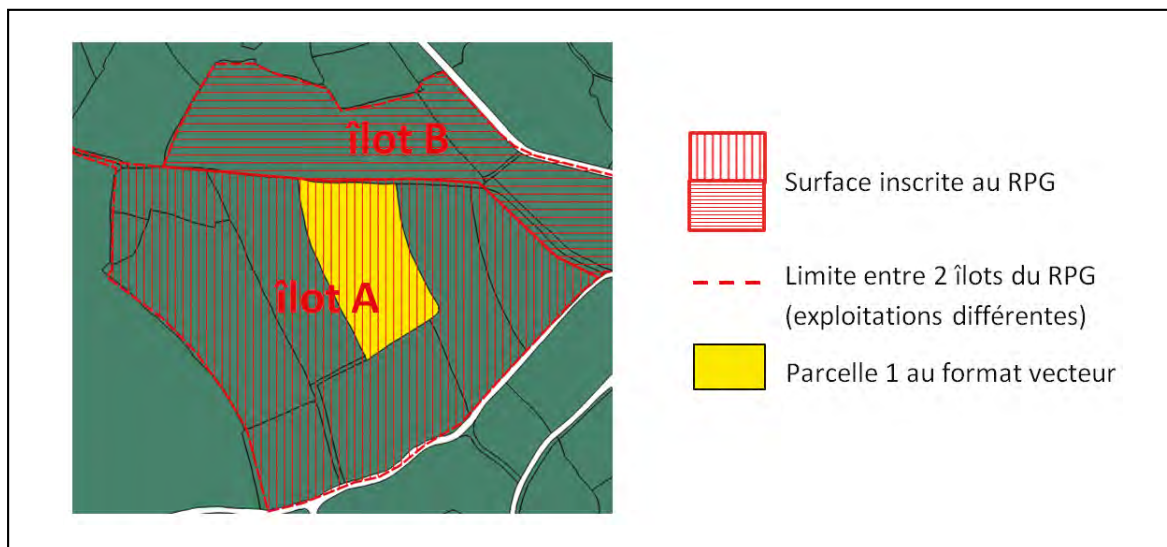 îlot B
îlot A
Surface inscrite au RPG
Limite entre 2 îlots du RPG
(exploitations différentes)
Parcelle 1 au format vecteur